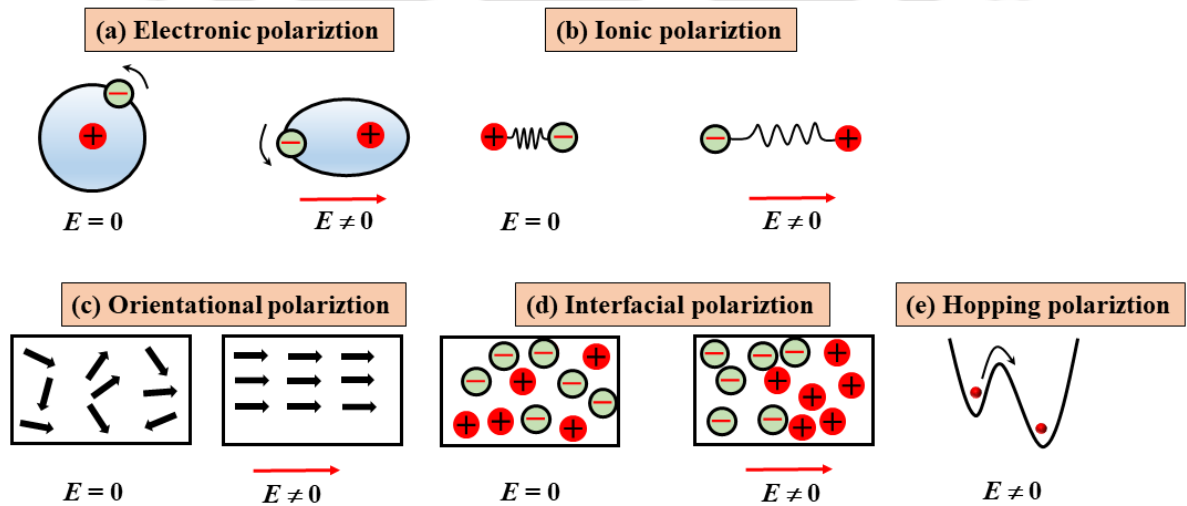 (a) Electronic polariztion
(b) Ionic polariztion
− + − + + − − +
E = 0
E ≠ 0
E = 0
E ≠ 0
(c) Orientational polariztion
(d) Interfacial polariztion
(e) Hopping polariztion
E = 0
E ≠ 0
E = 0
E ≠ 0
E ≠ 0